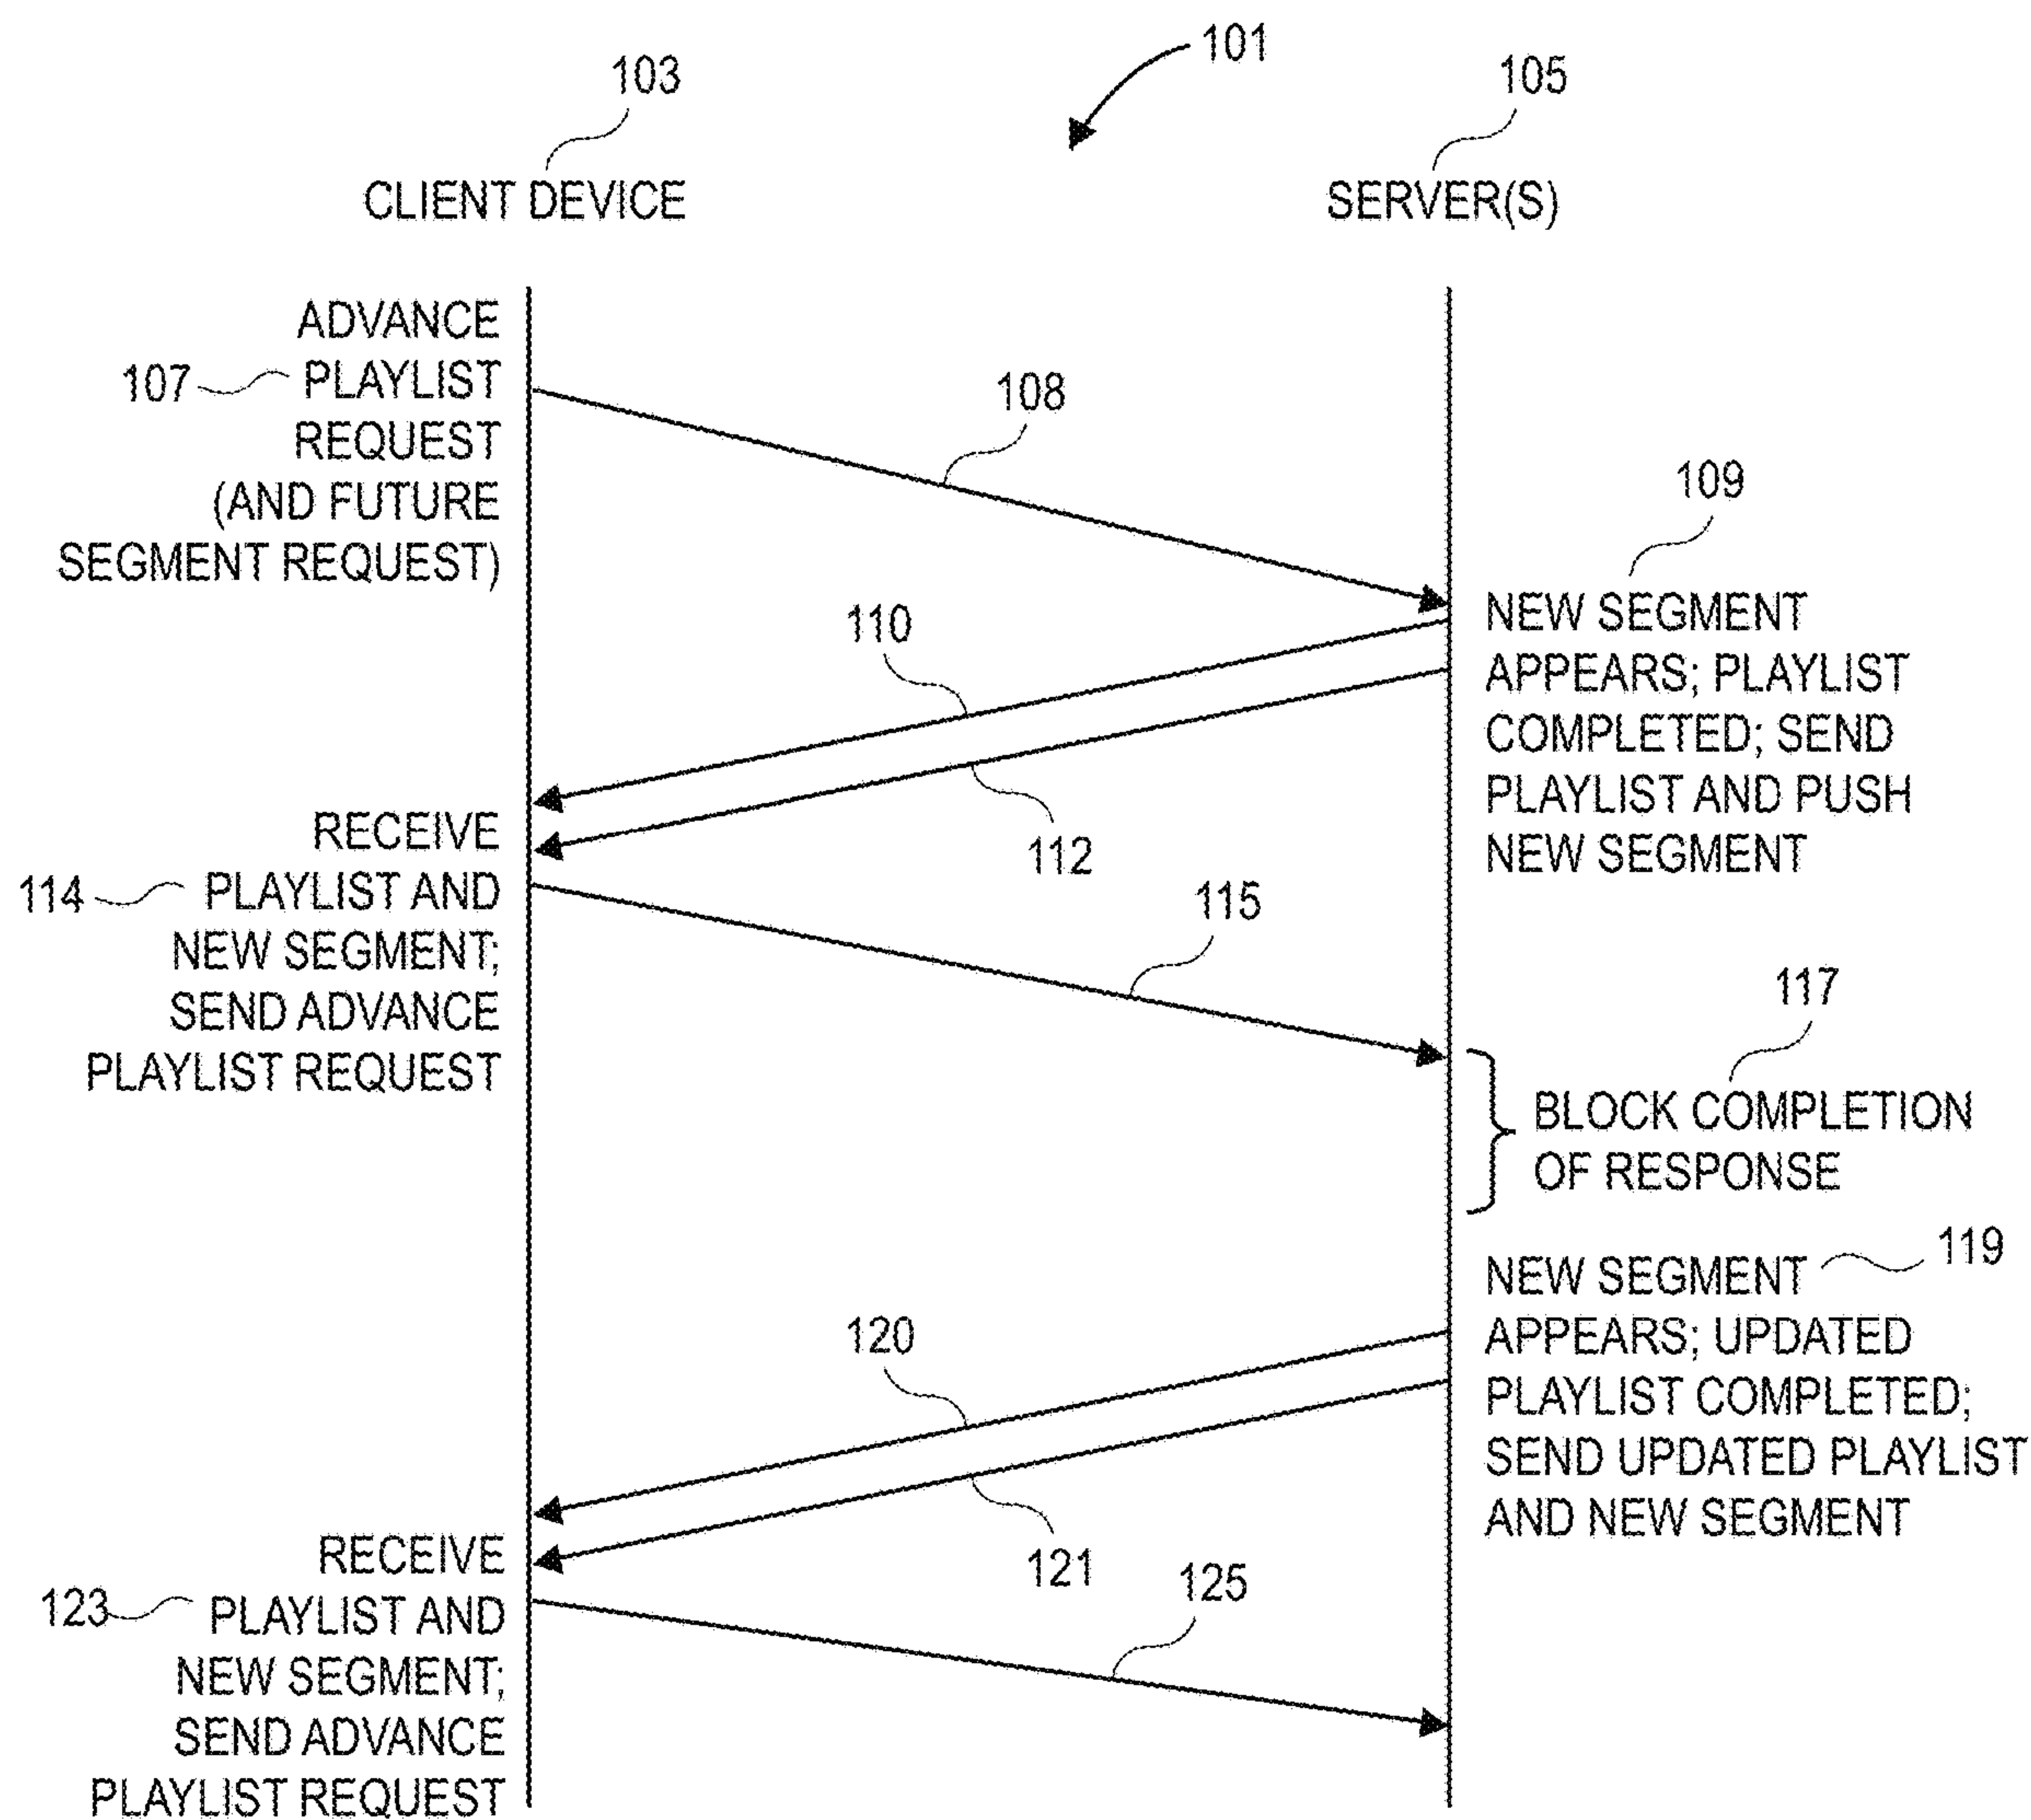 101
103
105
CLIENT DEVICE
SERVER(S)
ADVANCE
107
PLAYLIST
REQUEST
(AND FUTURE
SEGMENT REQUEST)
108
109
NEW SEGMENT
APPEARS; PLAYLIST
COMPLETED; SEND
PLAYLIST AND PUSH
NEW SEGMENT
110
112
RECEIVE
114
PLAYLIST AND
NEW SEGMENT;
SEND ADVANCE
PLAYLIST REQUEST
115
117
BLOCK COMPLETION
OF RESPONSE
119
NEW SEGMENT
APPEARS; UPDATED
PLAYLIST COMPLETED;
SEND UPDATED PLAYLIST
AND NEW SEGMENT
120
121
RECEIVE
123
PLAYLIST AND
NEW SEGMENT;
SEND ADVANCE
PLAYLIST REQUEST
125